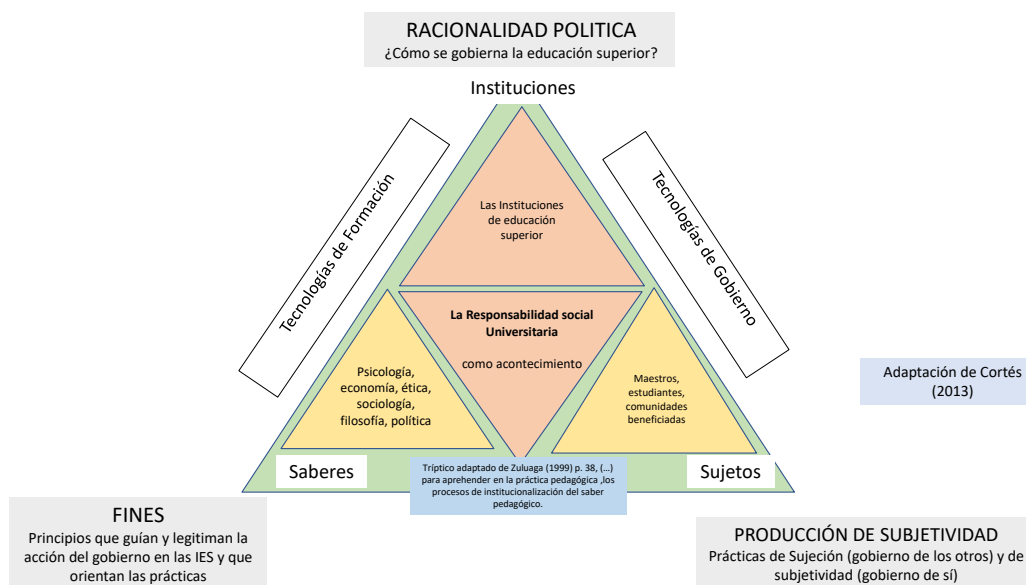 RACIONALIDAD POLITICA
¿Cómo se gobierna la educación superior?
Instituciones
Tecnologías de Formación
Tecnologías de Gobierno
Las Instituciones
de educación
superior
La Responsabilidad social
Universitaria
como acontecimiento
Psicología,
economía, ética,
sociología,
filosofía, política
Maestros,
estudiantes,
comunidades
beneficiadas
Adaptación de Cortés
(2013)
Saberes
Sujetos
Tríptico adaptado de Zuluaga (1999) p. 38, (...)
para aprehender en la práctica pedagógica ,los
procesos de institucionalización del saber
pedagógico.
FINES
Principios que guían y legitiman la
acción del gobierno en las IES y que
orientan las prácticas
PRODUCCIÓN DE SUBJETIVIDAD
Prácticas de Sujeción (gobierno de los otros) y de
subjetividad (gobierno de sí)